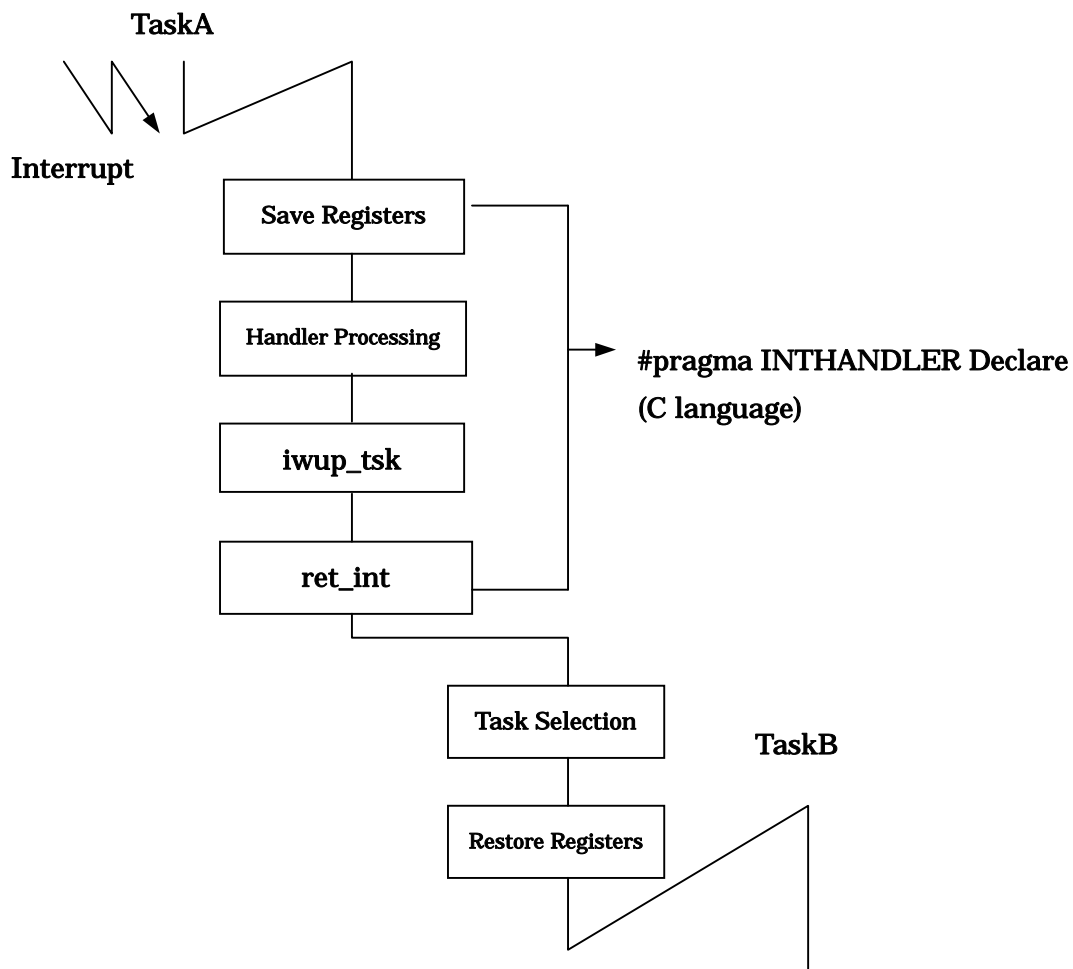 TaskA
Interrupt
Save Registers
Handler Processing
#pragma INTHANDLER Declare
(C language)
iwup_tsk
ret_int
Task Selection
TaskB
Restore Registers